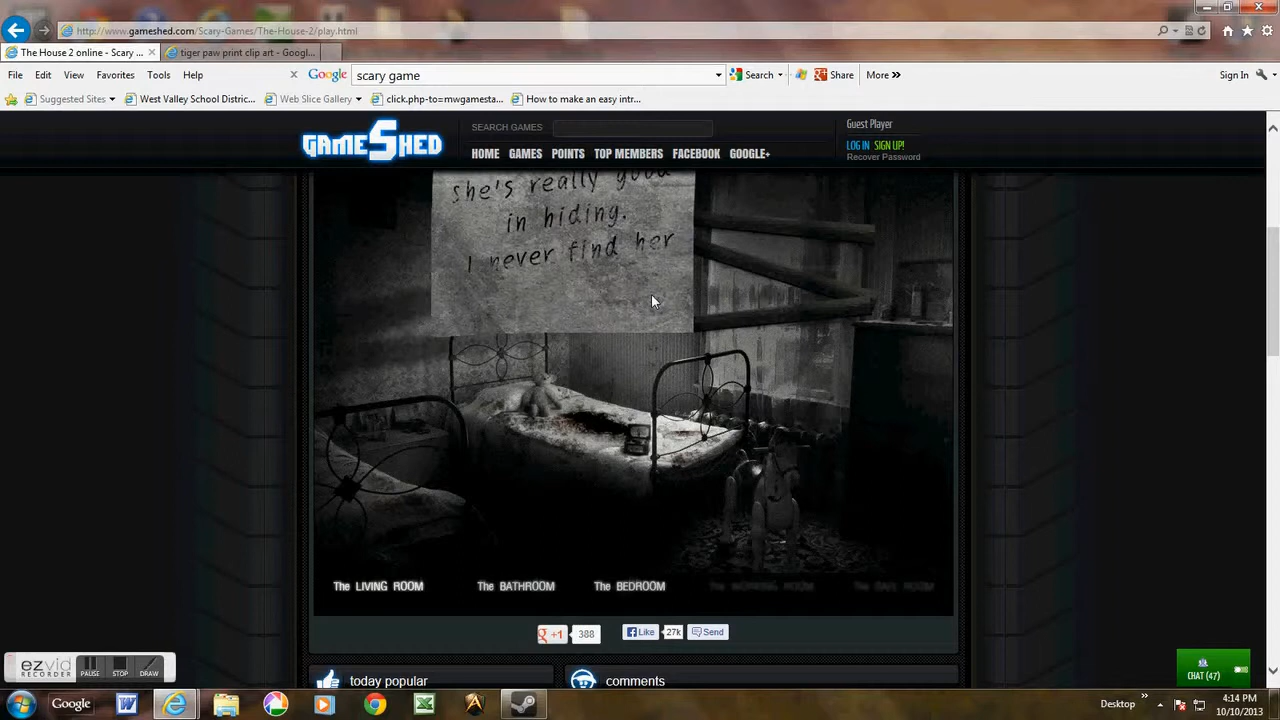 http://www.gameshed.com/Scary-Games/The-House-2/play.html
The House 2 online - Scary ...
tiger paw print clip art - Googl...
File Edit View Favorites Tools Help
Google scary game Search Share More » Sign In
Suggested Sites West Valley School Distric... Web Slice Gallery click.php-to=mwgamesta... How to make an easy intr...
GAMESHED
SEARCH GAMES
Guest Player
HOME GAMES POINTS TOP MEMBERS FACEBOOK GOOGLE+
LOG IN SIGN UP!
Recover Password
she's really good
in hiding.
I never find her
The LIVING ROOM The BATHROOM The BEDROOM The WORKING ROOM
+1 388 Like 27k Send
today popular
comments
ezvid
RECORDER
PAUSE STOP DRAW
CHAT (47)
Google
Desktop
4:14 PM
10/10/2013